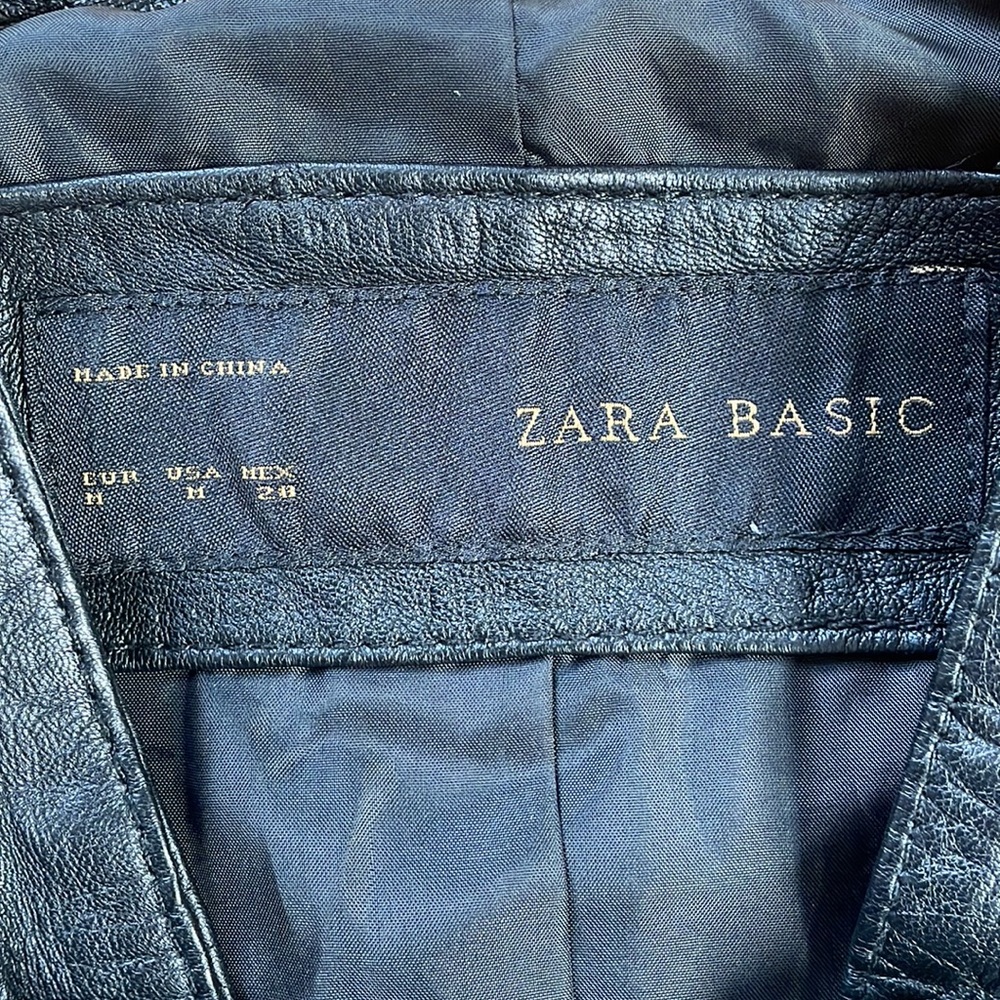 MADE IN CHINA
ZARA BASIC
EUR USA MEX
M M 28